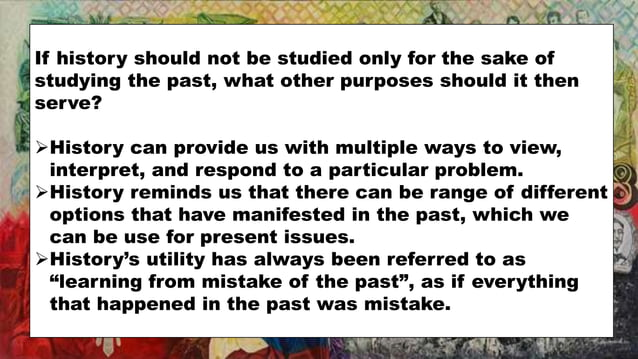 If history should not be studied only for the sake of
studying the past, what other purposes should it then
serve?
➢History can provide us with multiple ways to view,
interpret, and respond to a particular problem.
➢History reminds us that there can be range of different
options that have manifested in the past, which we
can be use for present issues.
➢History’s utility has always been referred to as
“learning from mistake of the past”, as if everything
that happened in the past was mistake.